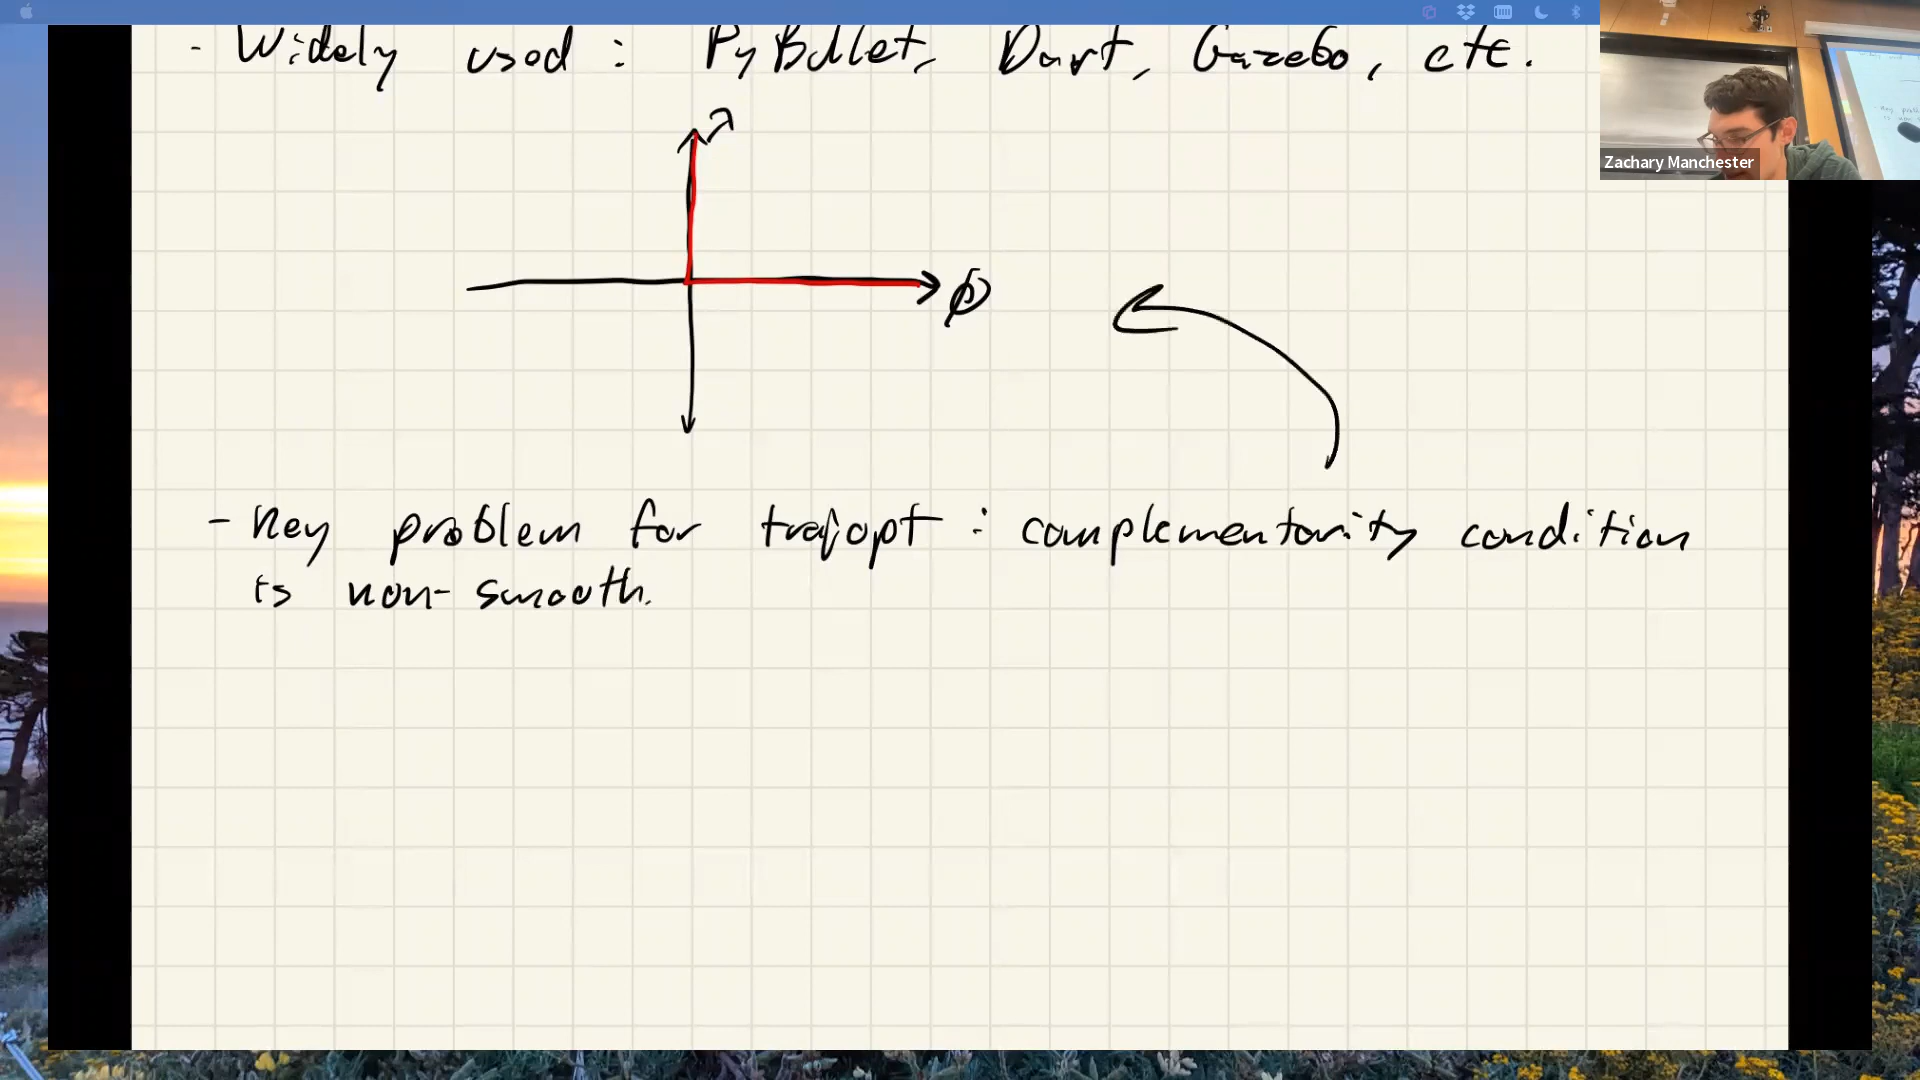 - Widely used : PyBullet, Dart, Gazebo, etc.
Zachary Manchester
ϕ
- Key problem for trajopt : complementarity condition
is non-smooth.